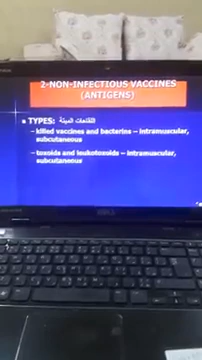 2-NON-INFECTIOUS VACCINES
(ANTIGENS)
TYPES: اللقاحات الميتة
– killed vaccines and bacterins – intramuscular,
subcutaneous
– toxoids and leukotoxoids – intramuscular,
subcutaneous
DELL